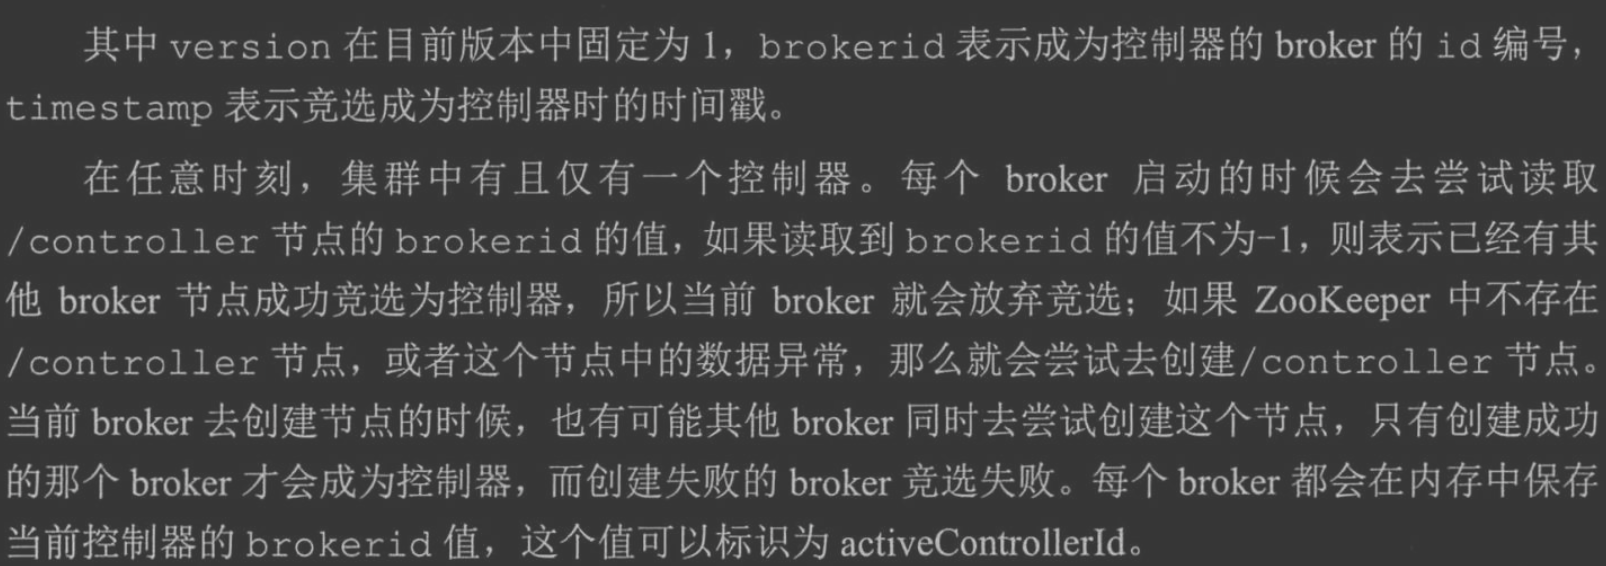 其中 version 在目前版本中固定为 1，brokerid 表示成为控制器的 broker 的 id 编号，
timestamp 表示竞选成为控制器时的时间戳。
在任意时刻，集群中有且仅有一个控制器。每个 broker 启动的时候会去尝试读取
/controller 节点的 brokerid 的值，如果读取到 brokerid 的值不为-1，则表示已经有其
他 broker 节点成功竞选为控制器，所以当前 broker 就会放弃竞选；如果 ZooKeeper 中不存在
/controller 节点，或者这个节点中的数据异常，那么就会尝试去创建/controller 节点。
当前 broker 去创建节点的时候，也有可能其他 broker 同时去尝试创建这个节点，只有创建成功
的那个 broker 才会成为控制器，而创建失败的 broker 竞选失败。每个 broker 都会在内存中保存
当前控制器的 brokerid 值，这个值可以标识为 activeControllerId。